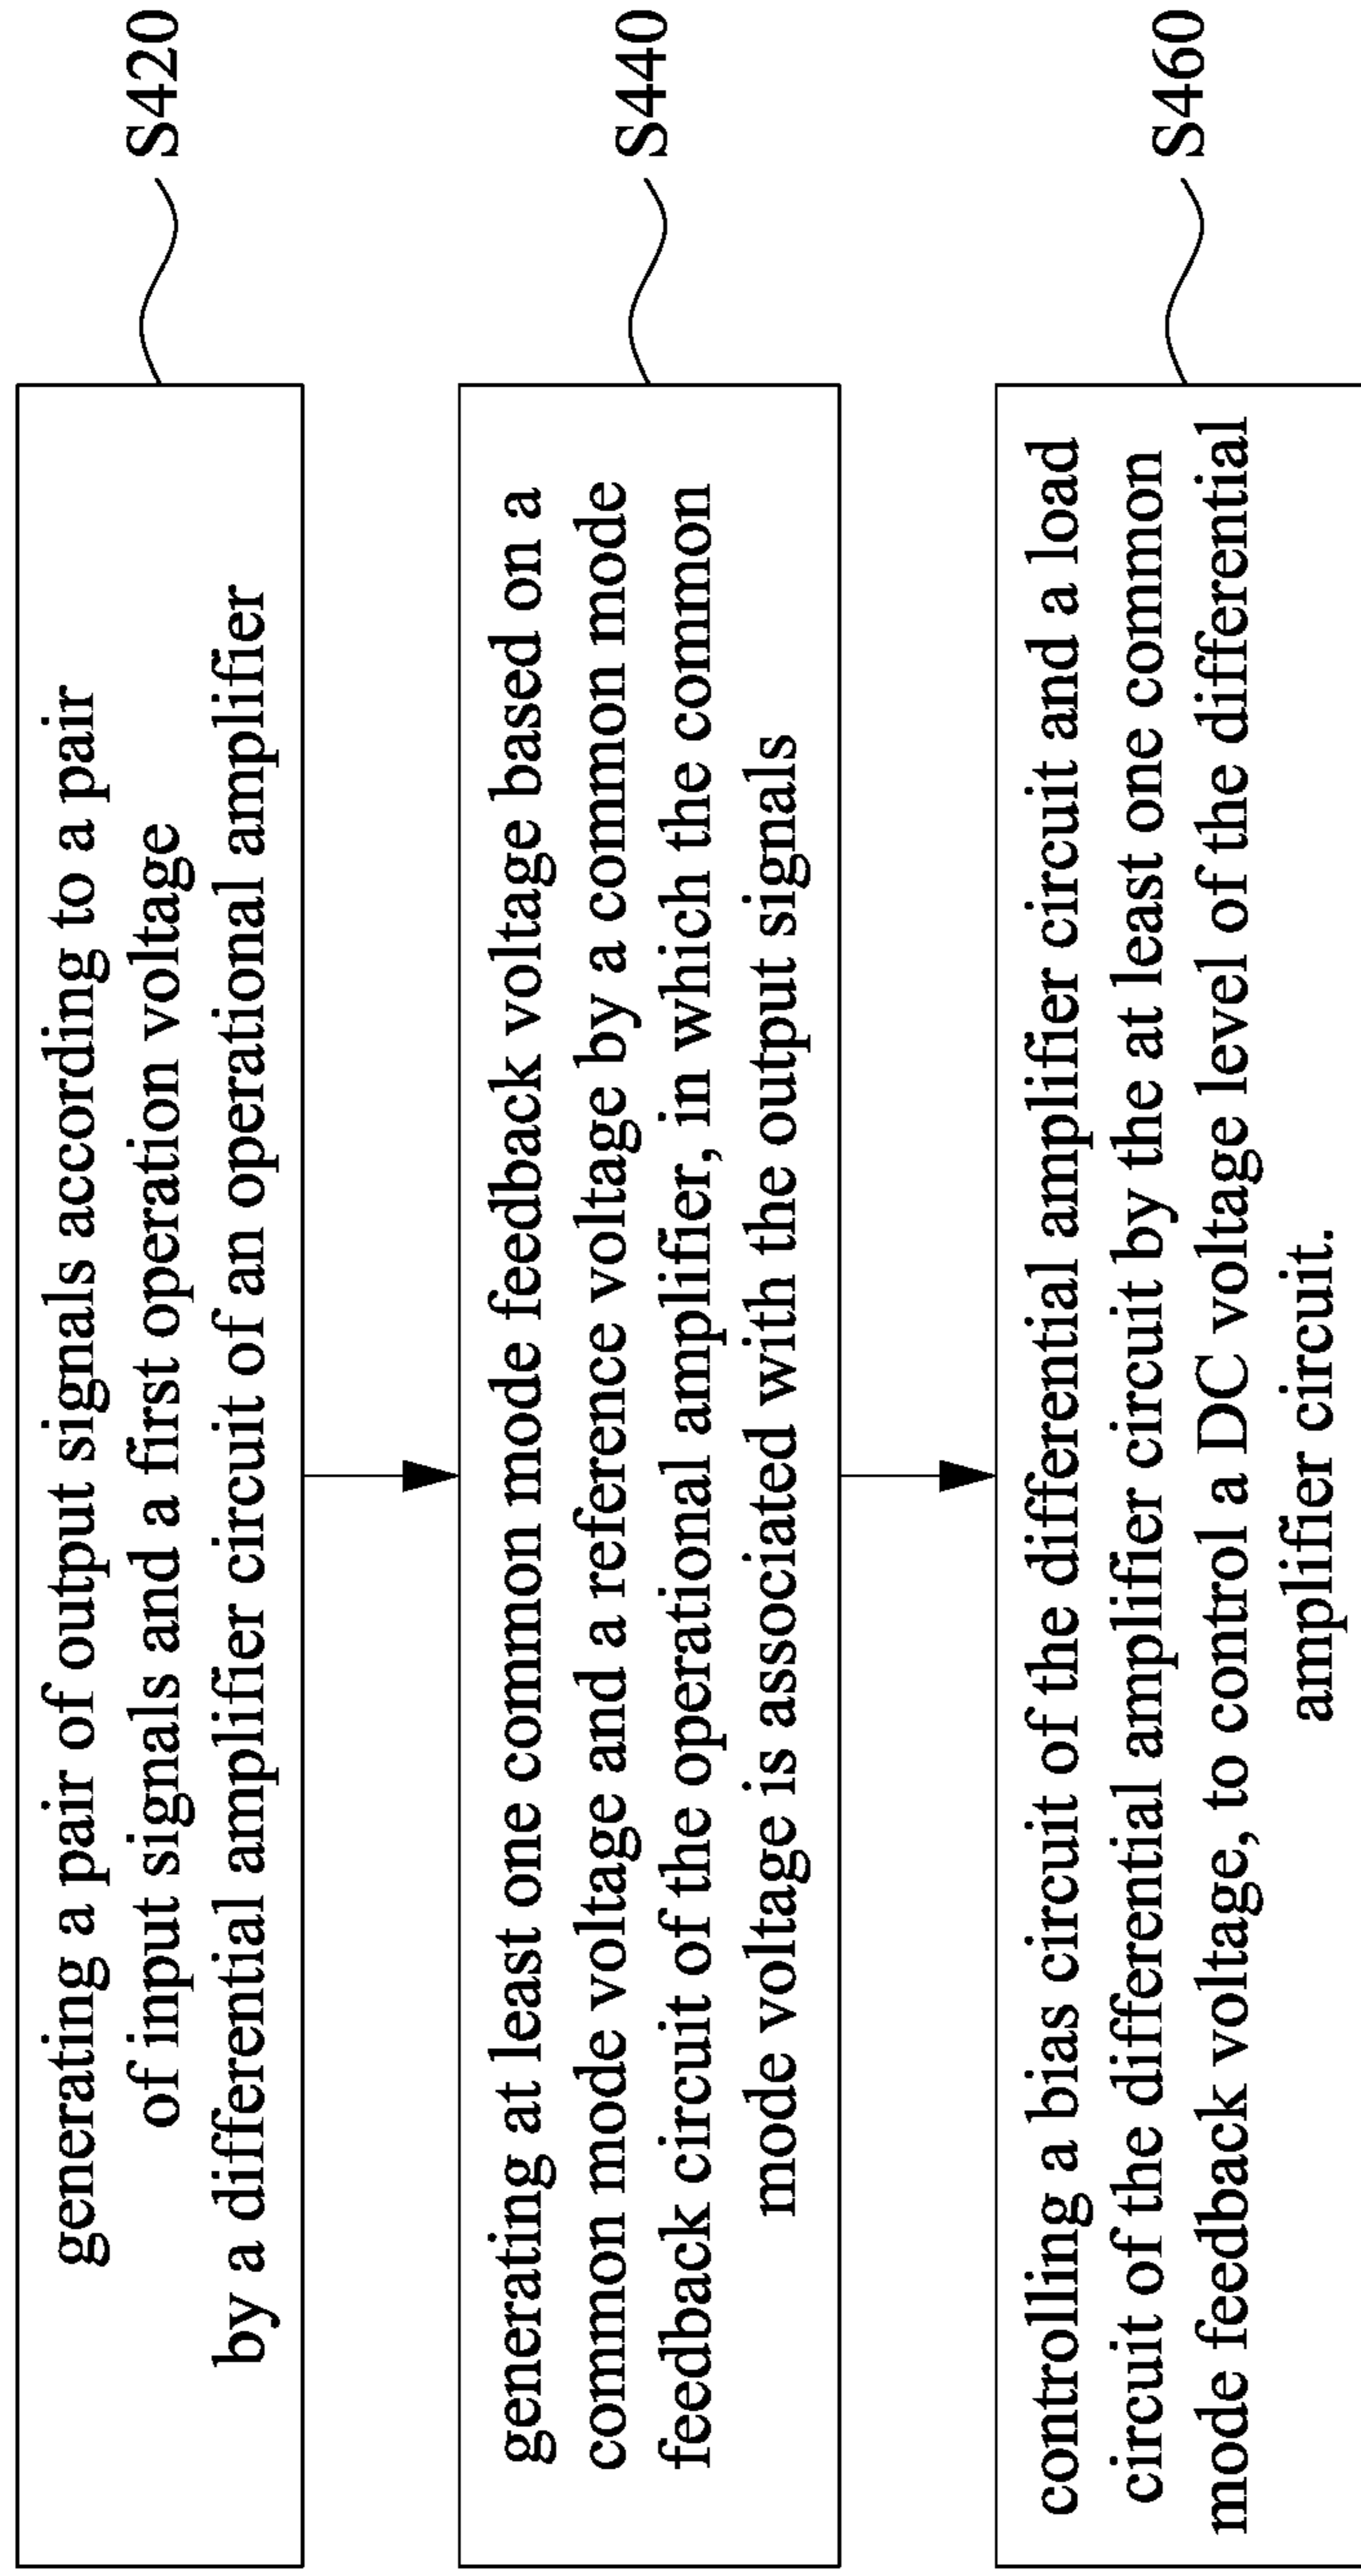 generating a pair of output signals according to a pair
of input signals and a first operation voltage
by a differential amplifier circuit of an operational amplifier
S420
generating at least one common mode feedback voltage based on a
common mode voltage and a reference voltage by a common mode
feedback circuit of the operational amplifier, in which the common
mode voltage is associated with the output signals
S440
controlling a bias circuit of the differential amplifier circuit and a load
circuit of the differential amplifier circuit by the at least one common
mode feedback voltage, to control a DC voltage level of the differential
amplifier circuit.
S460